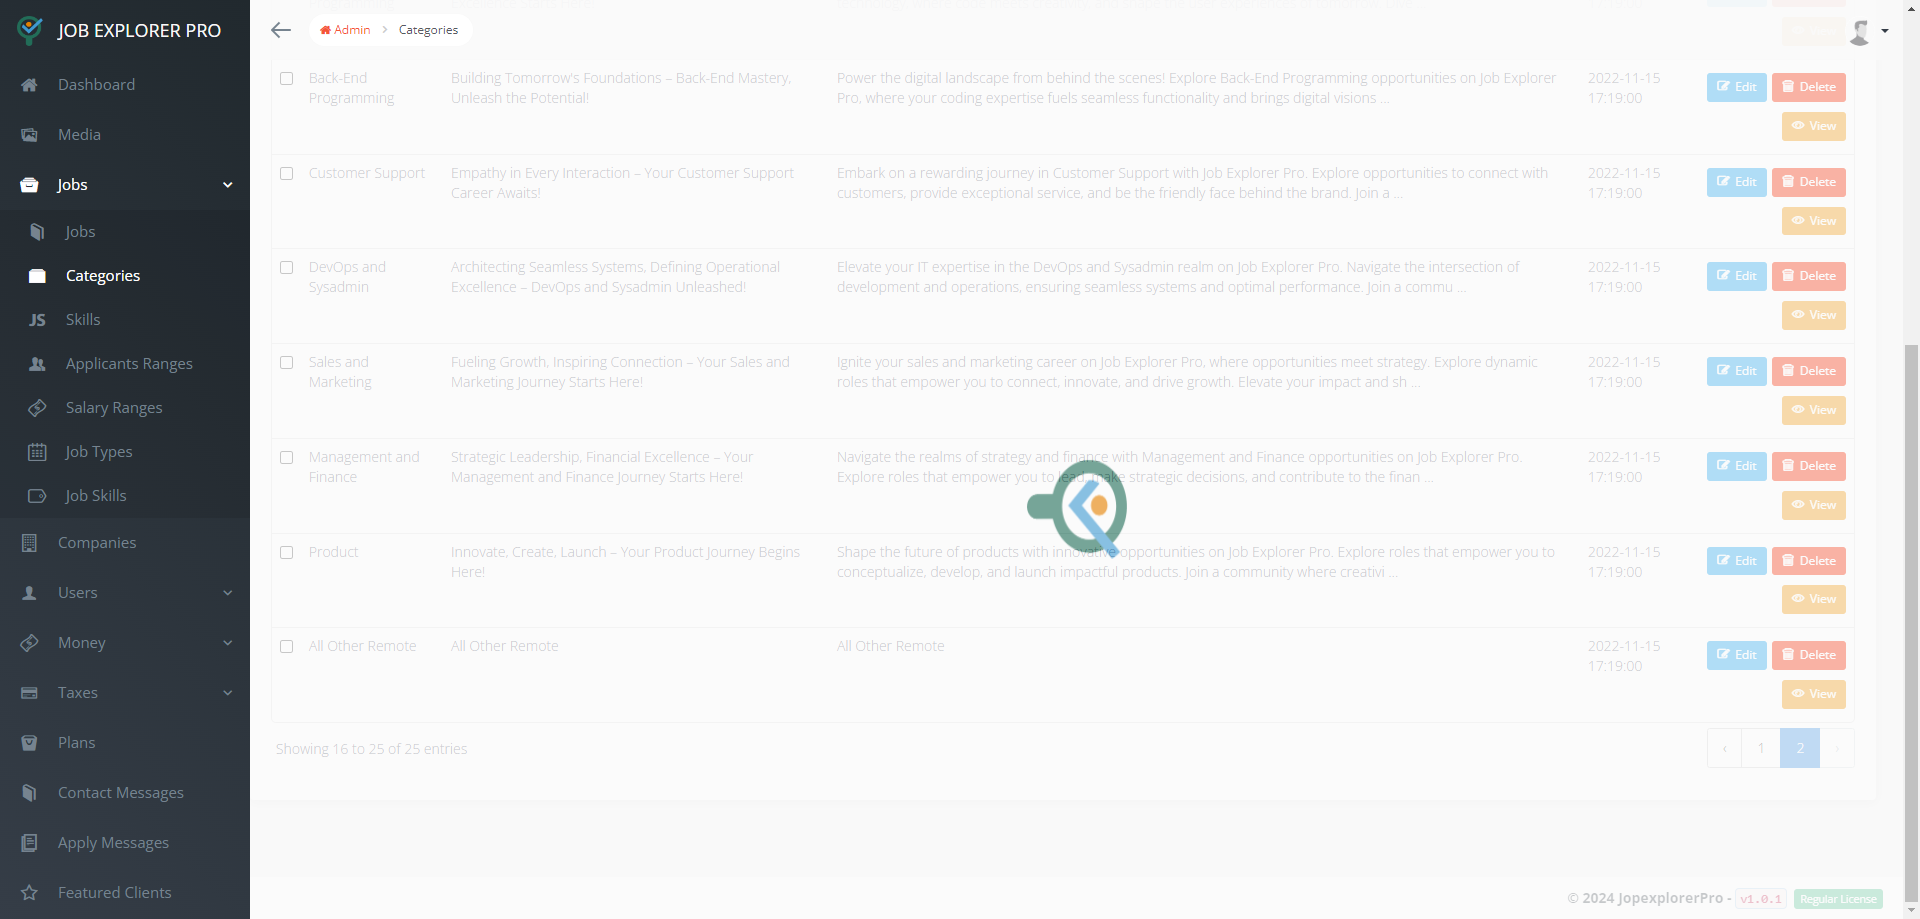 JOB EXPLORER PRO
Admin
Categories
Dashboard
Media
Jobs
Jobs
Categories
JS Skills
Applicants Ranges
Salary Ranges
Job Types
Job Skills
Companies
Users
Money
Taxes
Plans
Contact Messages
Apply Messages
Featured Clients
Back-End
Programming
Building Tomorrow's Foundations – Back-End Mastery,
Unleash the Potential!
Power the digital landscape from behind the scenes! Explore Back-End Programming opportunities on Job Explorer
Pro, where your coding expertise fuels seamless functionality and brings digital visions ...
2022-11-15
17:19:00
Edit
Delete
View
Customer Support
Empathy in Every Interaction – Your Customer Support
Career Awaits!
Embark on a rewarding journey in Customer Support with Job Explorer Pro. Explore opportunities to connect with
customers, provide exceptional service, and be the friendly face behind the brand. Join a ...
2022-11-15
17:19:00
Edit
Delete
View
DevOps and
Sysadmin
Architecting Seamless Systems, Defining Operational
Excellence – DevOps and Sysadmin Unleashed!
Elevate your IT expertise in the DevOps and Sysadmin realm on Job Explorer Pro. Navigate the intersection of
development and operations, ensuring seamless systems and optimal performance. Join a commu ...
2022-11-15
17:19:00
Edit
Delete
View
Sales and
Marketing
Fueling Growth, Inspiring Connection – Your Sales and
Marketing Journey Starts Here!
Ignite your sales and marketing career on Job Explorer Pro, where opportunities meet strategy. Explore dynamic
roles that empower you to connect, innovate, and drive growth. Elevate your impact and sh ...
2022-11-15
17:19:00
Edit
Delete
View
Management and
Finance
Strategic Leadership, Financial Excellence – Your
Management and Finance Journey Starts Here!
Navigate the realms of strategy and finance with Management and Finance opportunities on Job Explorer Pro.
Explore roles that empower you to lead, make strategic decisions, and contribute to the finan ...
2022-11-15
17:19:00
Edit
Delete
View
Product
Innovate, Create, Launch – Your Product Journey Begins
Here!
Shape the future of products with innovative opportunities on Job Explorer Pro. Explore roles that empower you to
conceptualize, develop, and launch impactful products. Join a community where creativi ...
2022-11-15
17:19:00
Edit
Delete
View
All Other Remote
All Other Remote
All Other Remote
2022-11-15
17:19:00
Edit
Delete
View
Showing 16 to 25 of 25 entries
‹ 1 2 ›
© 2024 JopexplorerPro - v1.0.1 Regular License